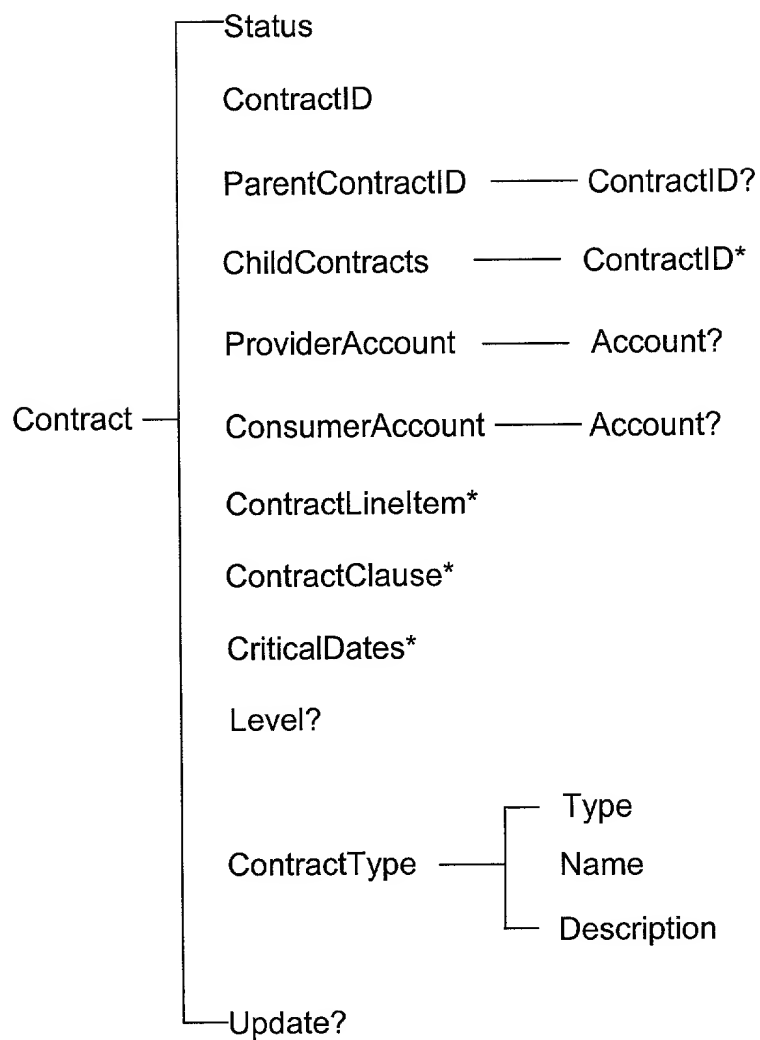 Status
ContractID
ParentContractID ContractID?
ChildContracts ContractID*
ProviderAccount Account?
Contract
ConsumerAccount Account?
ContractLineItem*
ContractClause*
CriticalDates*
Level?
Type
ContractType Name
Description
Update?